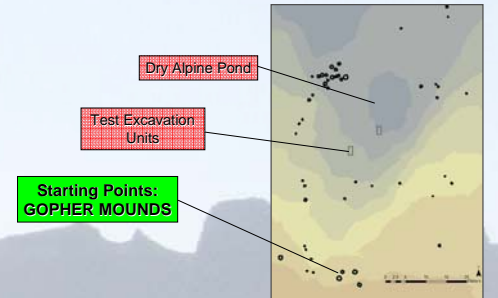 Dry Alpine Pond
Test Excavation
Units
Starting Points:
GOPHER MOUNDS